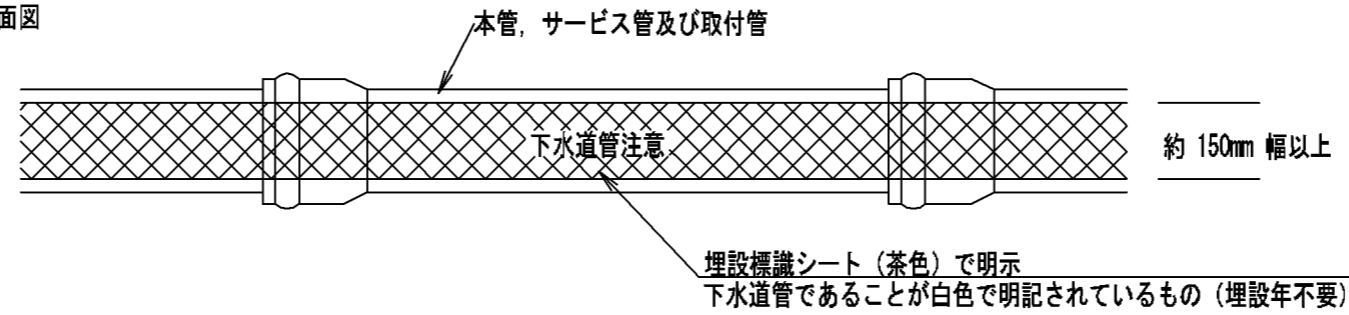 面図
本管，サービス管及び取付管
下水道管注意
約 150mm 幅以上
埋設標識シート（茶色）で明示
下水道管であることが白色で明記されているもの（埋設年不要）